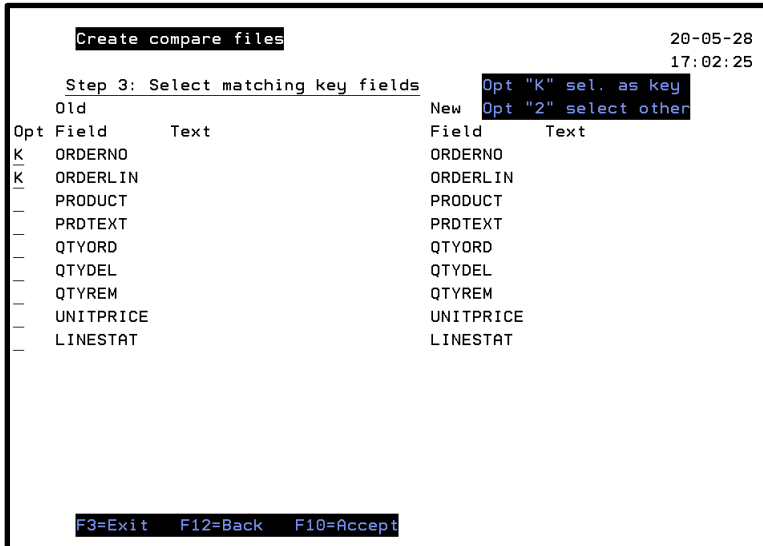 Create compare files 20-05-28
17:02:25
Step 3: Select matching key fields Opt "K" sel. as key
Old New Opt "2" select other
Opt Field Text Field Text
K ORDERNO ORDERNO
K ORDERLIN ORDERLIN
_ PRODUCT PRODUCT
_ PRDTEXT PRDTEXT
_ QTYORD QTYORD
_ QTYDEL QTYDEL
_ QTYREM QTYREM
_ UNITPRICE UNITPRICE
_ LINESTAT LINESTAT
F3=Exit F12=Back F10=Accept